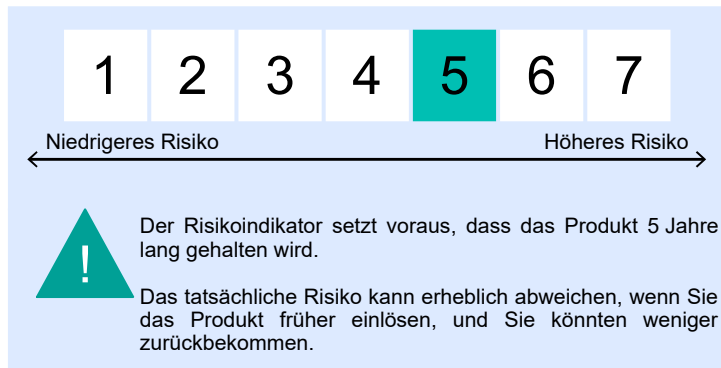 1 2 3 4 5 6 7
Niedrigeres Risiko Höheres Risiko
!
Der Risikoindikator setzt voraus, dass das Produkt 5 Jahre
lang gehalten wird.
Das tatsächliche Risiko kann erheblich abweichen, wenn Sie
das Produkt früher einlösen, und Sie könnten weniger
zurückbekommen.